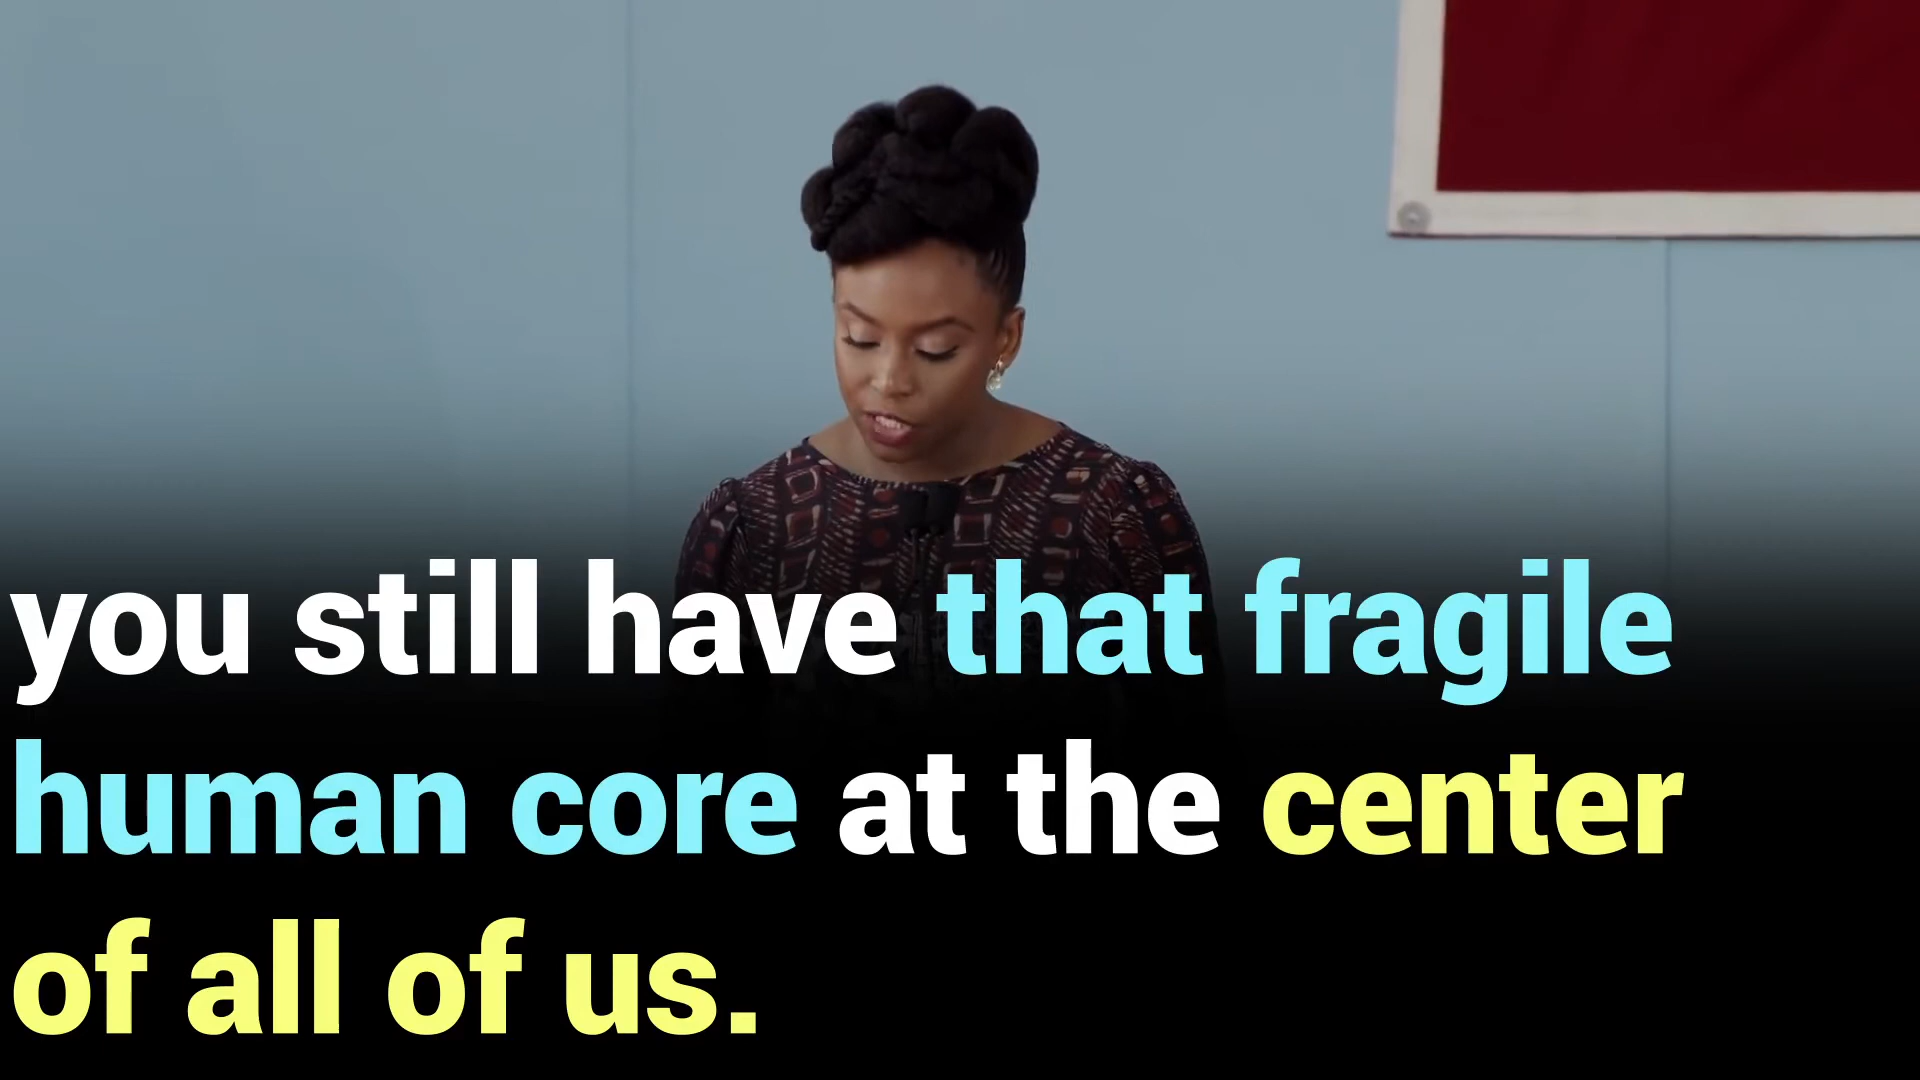 you still have that fragile
human core at the center
of all of us.